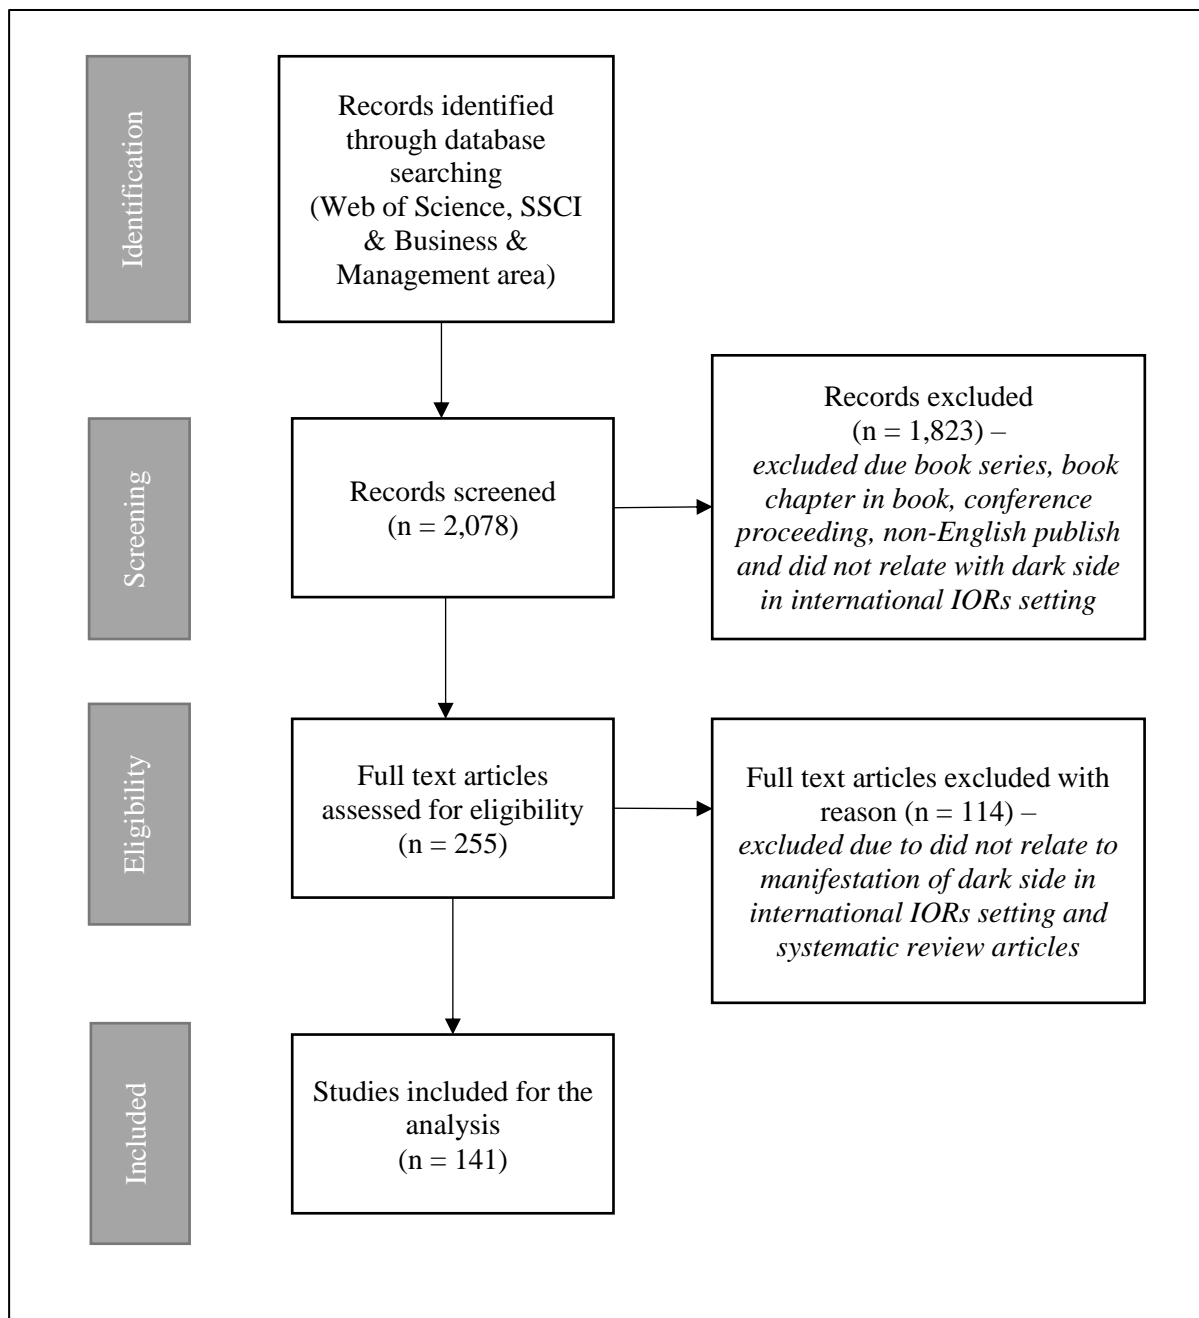 Identification
Records identified
through database
searching
(Web of Science, SSCI
& Business &
Management area)
Screening
Records screened
(n = 2,078)
Records excluded
(n = 1,823) –
excluded due book series, book
chapter in book, conference
proceeding, non-English publish
and did not relate with dark side
in international IORs setting
Eligibility
Full text articles
assessed for eligibility
(n = 255)
Full text articles excluded with
reason (n = 114) –
excluded due to did not relate to
manifestation of dark side in
international IORs setting and
systematic review articles
Included
Studies included for the
analysis
(n = 141)